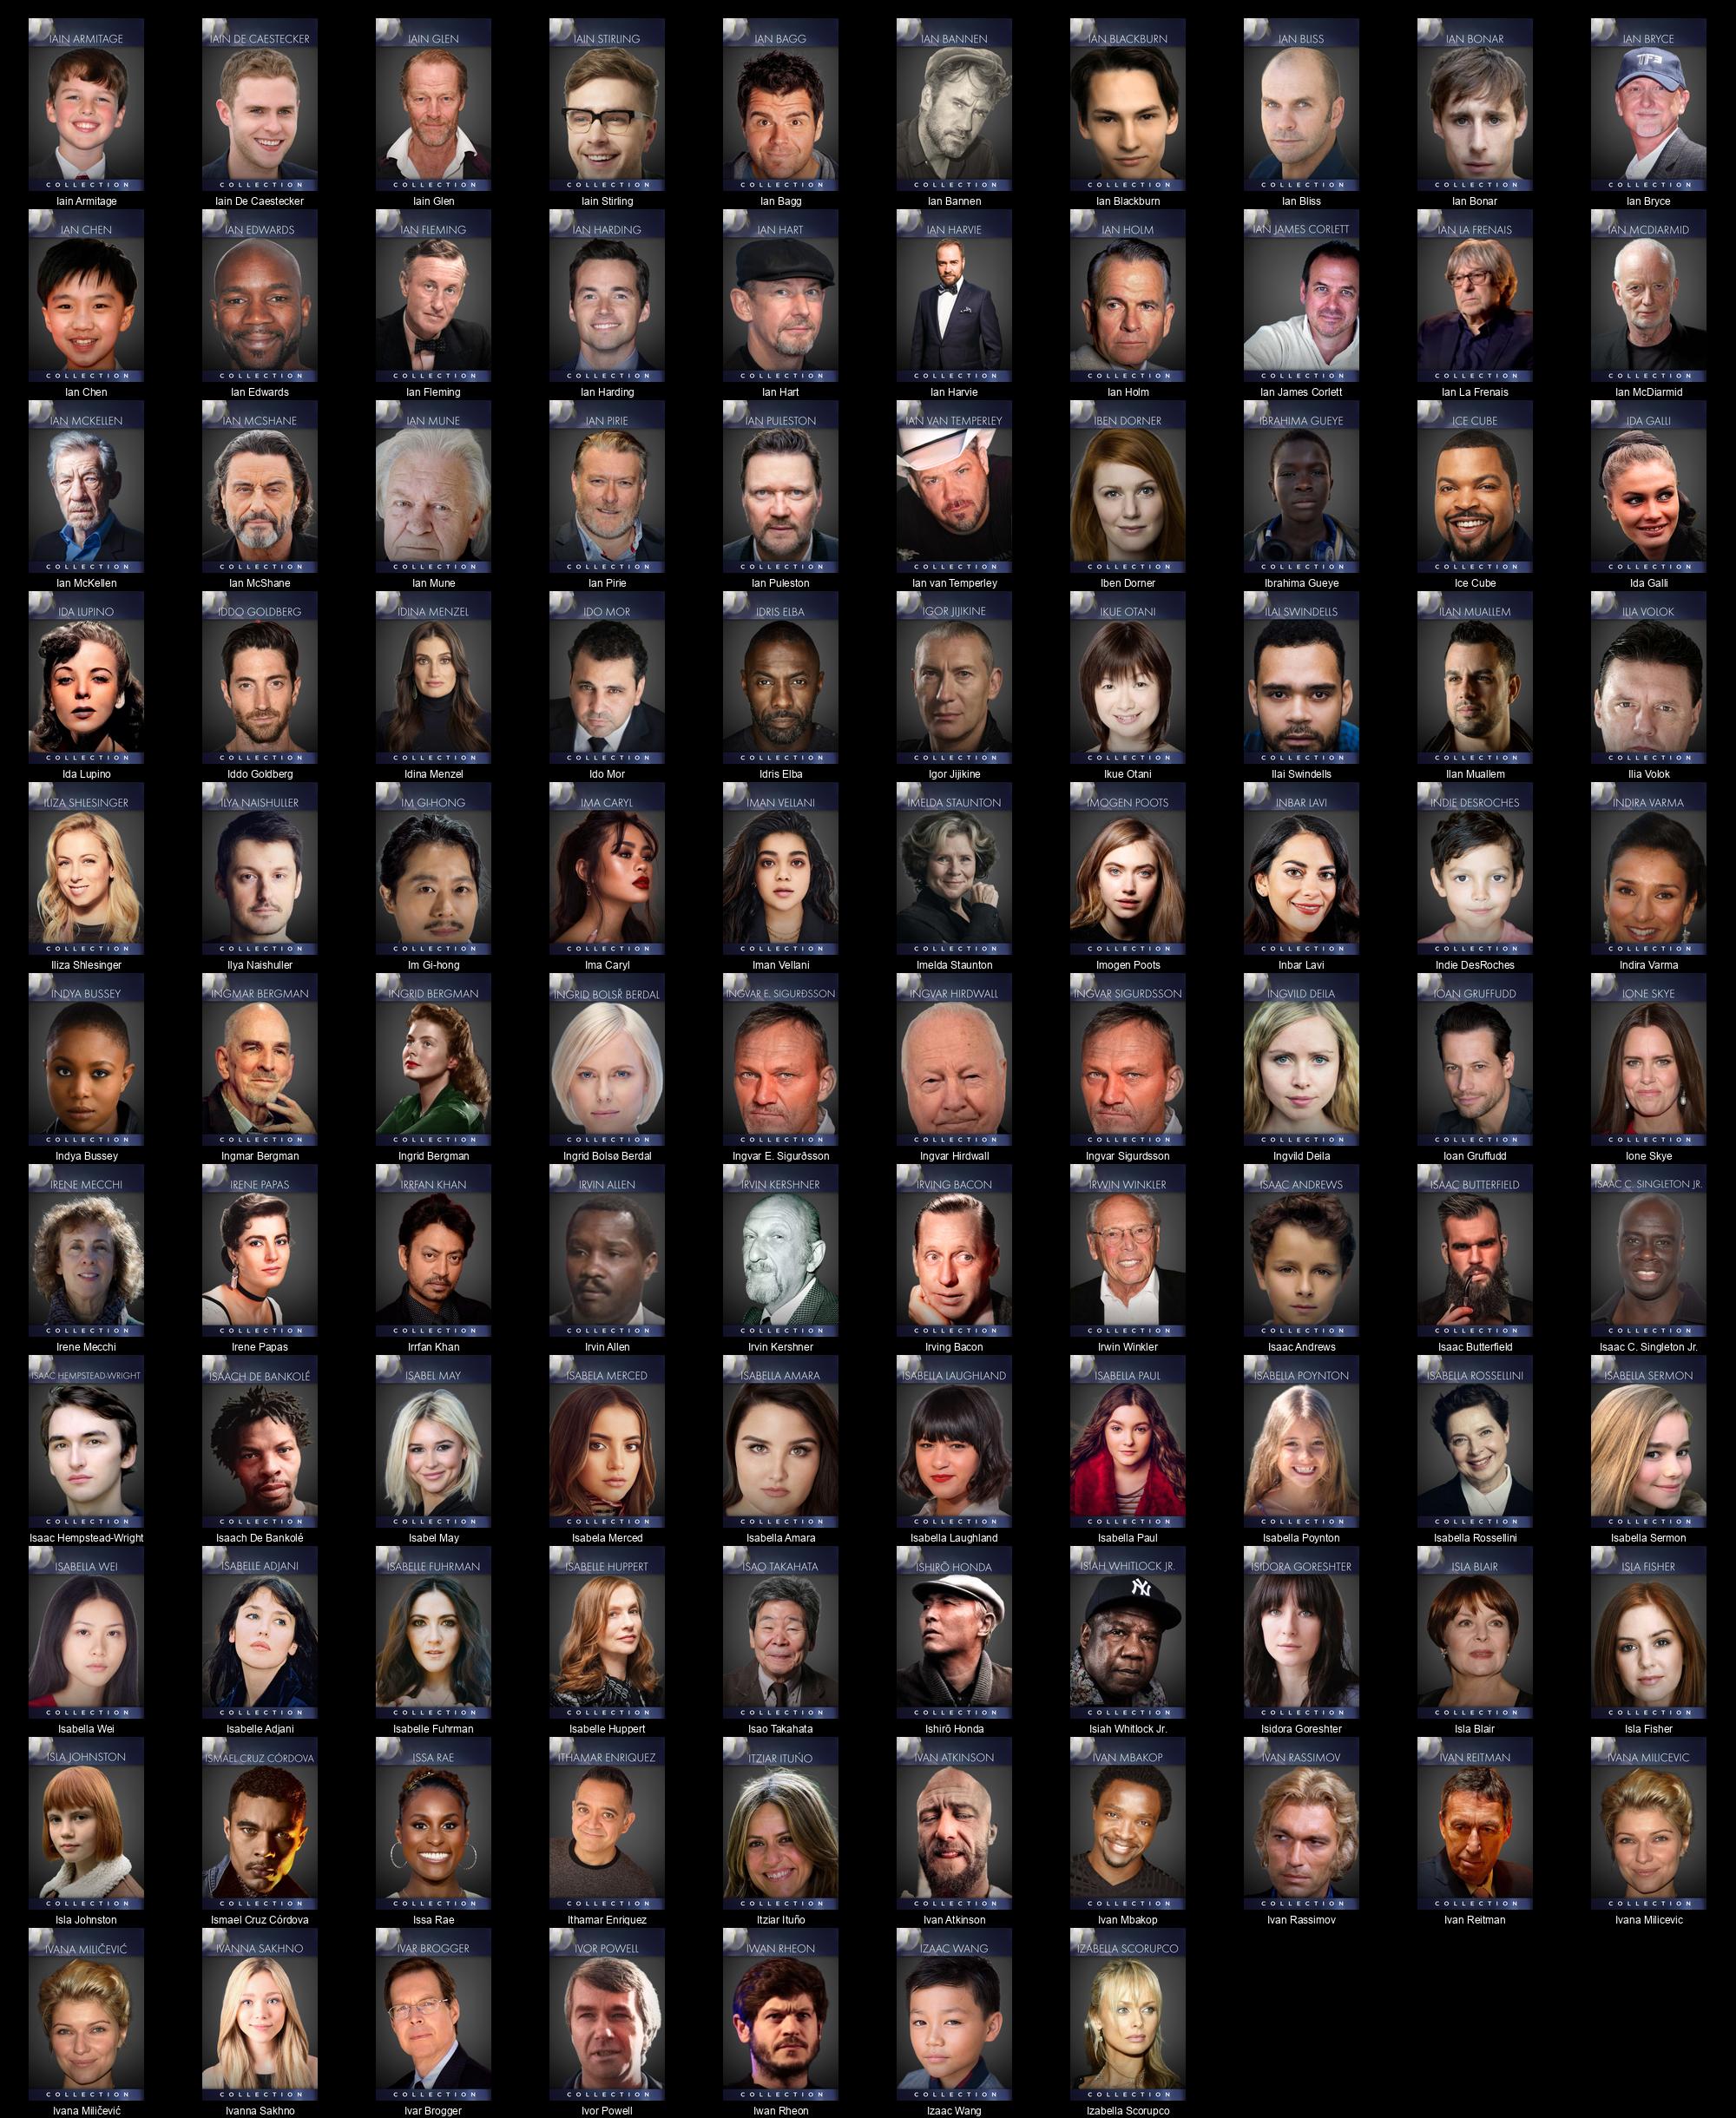 IAIN ARMITAGE IAIN DE CAESTECKER IAIN GLEN IAIN STIRLING IAN BAGG IAN BANNEN IAN BLACKBURN IAN BLISS IAN BONAR IAN BRYCE
TF3
COLLECTION COLLECTION COLLECTION COLLECTION COLLECTION COLLECTION COLLECTION COLLECTION COLLECTION COLLECTION
Iain Armitage Iain De Caestecker Iain Glen Iain Stirling Ian Bagg Ian Bannen Ian Blackburn Ian Bliss Ian Bonar Ian Bryce
IAN CHEN IAN EDWARDS IAN FLEMING IAN HARDING IAN HART IAN HARVIE IAN HOLM IAN JAMES CORLETT IAN LA FRENAIS IAN MCDIARMID
COLLECTION COLLECTION COLLECTION COLLECTION COLLECTION COLLECTION COLLECTION COLLECTION COLLECTION COLLECTION
Ian Chen Ian Edwards Ian Fleming Ian Harding Ian Hart Ian Harvie Ian Holm Ian James Corlett Ian La Frenais Ian McDiarmid
IAN MCKELLEN IAN MCSHANE IAN MUNE IAN PIRIE IAN PULESTON IAN VAN TEMPERLEY IBEN DORNER IBRAHIMA GUEYE ICE CUBE IDA GALLI
COLLECTION COLLECTION COLLECTION COLLECTION COLLECTION COLLECTION COLLECTION COLLECTION COLLECTION COLLECTION
Ian McKellen Ian McShane Ian Mune Ian Pirie Ian Puleston Ian van Temperley Iben Dorner Ibrahima Gueye Ice Cube Ida Galli
IDA LUPINO IDDO GOLDBERG IDINA MENZEL IDO MOR IDRIS ELBA IGOR JIJIKINE IKUE OTANI ILAI SWINDELLS ILAN MUALLEM ILIA VOLOK
COLLECTION COLLECTION COLLECTION COLLECTION COLLECTION COLLECTION COLLECTION COLLECTION COLLECTION COLLECTION
Ida Lupino Iddo Goldberg Idina Menzel Ido Mor Idris Elba Igor Jijikine Ikue Otani Ilai Swindells Ilan Muallem Ilia Volok
ILIZA SHLESINGER ILYA NAISHULLER IM GI-HONG IMA CARYL IMAN VELLANI IMELDA STAUNTON IMOGEN POOTS INBAR LAVI INDIE DESROCHES INDIRA VARMA
COLLECTION COLLECTION COLLECTION COLLECTION COLLECTION COLLECTION COLLECTION COLLECTION COLLECTION COLLECTION
Iliza Shlesinger Ilya Naishuller Im Gi-hong Ima Caryl Iman Vellani Imelda Staunton Imogen Poots Inbar Lavi Indie DesRoches Indira Varma
INDYA BUSSEY INGMAR BERGMAN INGRID BERGMAN INGRID BOLSŘ BERDAL INGVAR E. SIGURÐSSON INGVAR HIRDWALL INGVAR SIGURDSSON INGVILD DEILA IOAN GRUFFUDD IONE SKYE
COLLECTION COLLECTION COLLECTION COLLECTION COLLECTION COLLECTION COLLECTION COLLECTION COLLECTION COLLECTION
Indya Bussey Ingmar Bergman Ingrid Bergman Ingrid Bolsø Berdal Ingvar E. Sigurðsson Ingvar Hirdwall Ingvar Sigurdsson Ingvild Deila Ioan Gruffudd Ione Skye
IRENE MECCHI IRENE PAPAS IRRFAN KHAN IRVIN ALLEN IRVIN KERSHNER IRVING BACON IRWIN WINKLER ISAAC ANDREWS ISAAC BUTTERFIELD ISAAC C. SINGLETON JR.
COLLECTION COLLECTION COLLECTION COLLECTION COLLECTION COLLECTION COLLECTION COLLECTION COLLECTION COLLECTION
Irene Mecchi Irene Papas Irrfan Khan Irvin Allen Irvin Kershner Irving Bacon Irwin Winkler Isaac Andrews Isaac Butterfield Isaac C. Singleton Jr.
ISAAC HEMPSTEAD-WRIGHT ISAACH DE BANKOLÉ ISABEL MAY ISABELA MERCED ISABELLA AMARA ISABELLA LAUGHLAND ISABELLA PAUL ISABELLA POYNTON ISABELLA ROSSELLINI ISABELLA SERMON
COLLECTION COLLECTION COLLECTION COLLECTION COLLECTION COLLECTION COLLECTION COLLECTION COLLECTION COLLECTION
Isaac Hempstead-Wright Isaach De Bankolé Isabel May Isabela Merced Isabella Amara Isabella Laughland Isabella Paul Isabella Poynton Isabella Rossellini Isabella Sermon
ISABELLA WEI ISABELLE ADJANI ISABELLE FUHRMAN ISABELLE HUPPERT ISAO TAKAHATA ISHIRŌ HONDA ISIAH WHITLOCK JR. ISIDORA GORESHTER ISLA BLAIR ISLA FISHER
NY
COLLECTION COLLECTION COLLECTION COLLECTION COLLECTION COLLECTION COLLECTION COLLECTION COLLECTION COLLECTION
Isabella Wei Isabelle Adjani Isabelle Fuhrman Isabelle Huppert Isao Takahata Ishirō Honda Isiah Whitlock Jr. Isidora Goreshter Isla Blair Isla Fisher
ISLA JOHNSTON ISMAEL CRUZ CÓRDOVA ISSA RAE ITHAMAR ENRIQUEZ ITZIAR ITUÑO IVAN ATKINSON IVAN MBAKOP IVAN RASSIMOV IVAN REITMAN IVANA MILICEVIC
COLLECTION COLLECTION COLLECTION COLLECTION COLLECTION COLLECTION COLLECTION COLLECTION COLLECTION COLLECTION
Isla Johnston Ismael Cruz Córdova Issa Rae Ithamar Enriquez Itziar Ituño Ivan Atkinson Ivan Mbakop Ivan Rassimov Ivan Reitman Ivana Milicevic
IVANA MILIČEVIĆ IVANNA SAKHNO IVAR BROGGER IVOR POWELL IWAN RHEON IZAAC WANG IZABELLA SCORUPCO
COLLECTION COLLECTION COLLECTION COLLECTION COLLECTION COLLECTION COLLECTION
Ivana Miličević Ivanna Sakhno Ivar Brogger Ivor Powell Iwan Rheon Izaac Wang Izabella Scorupco